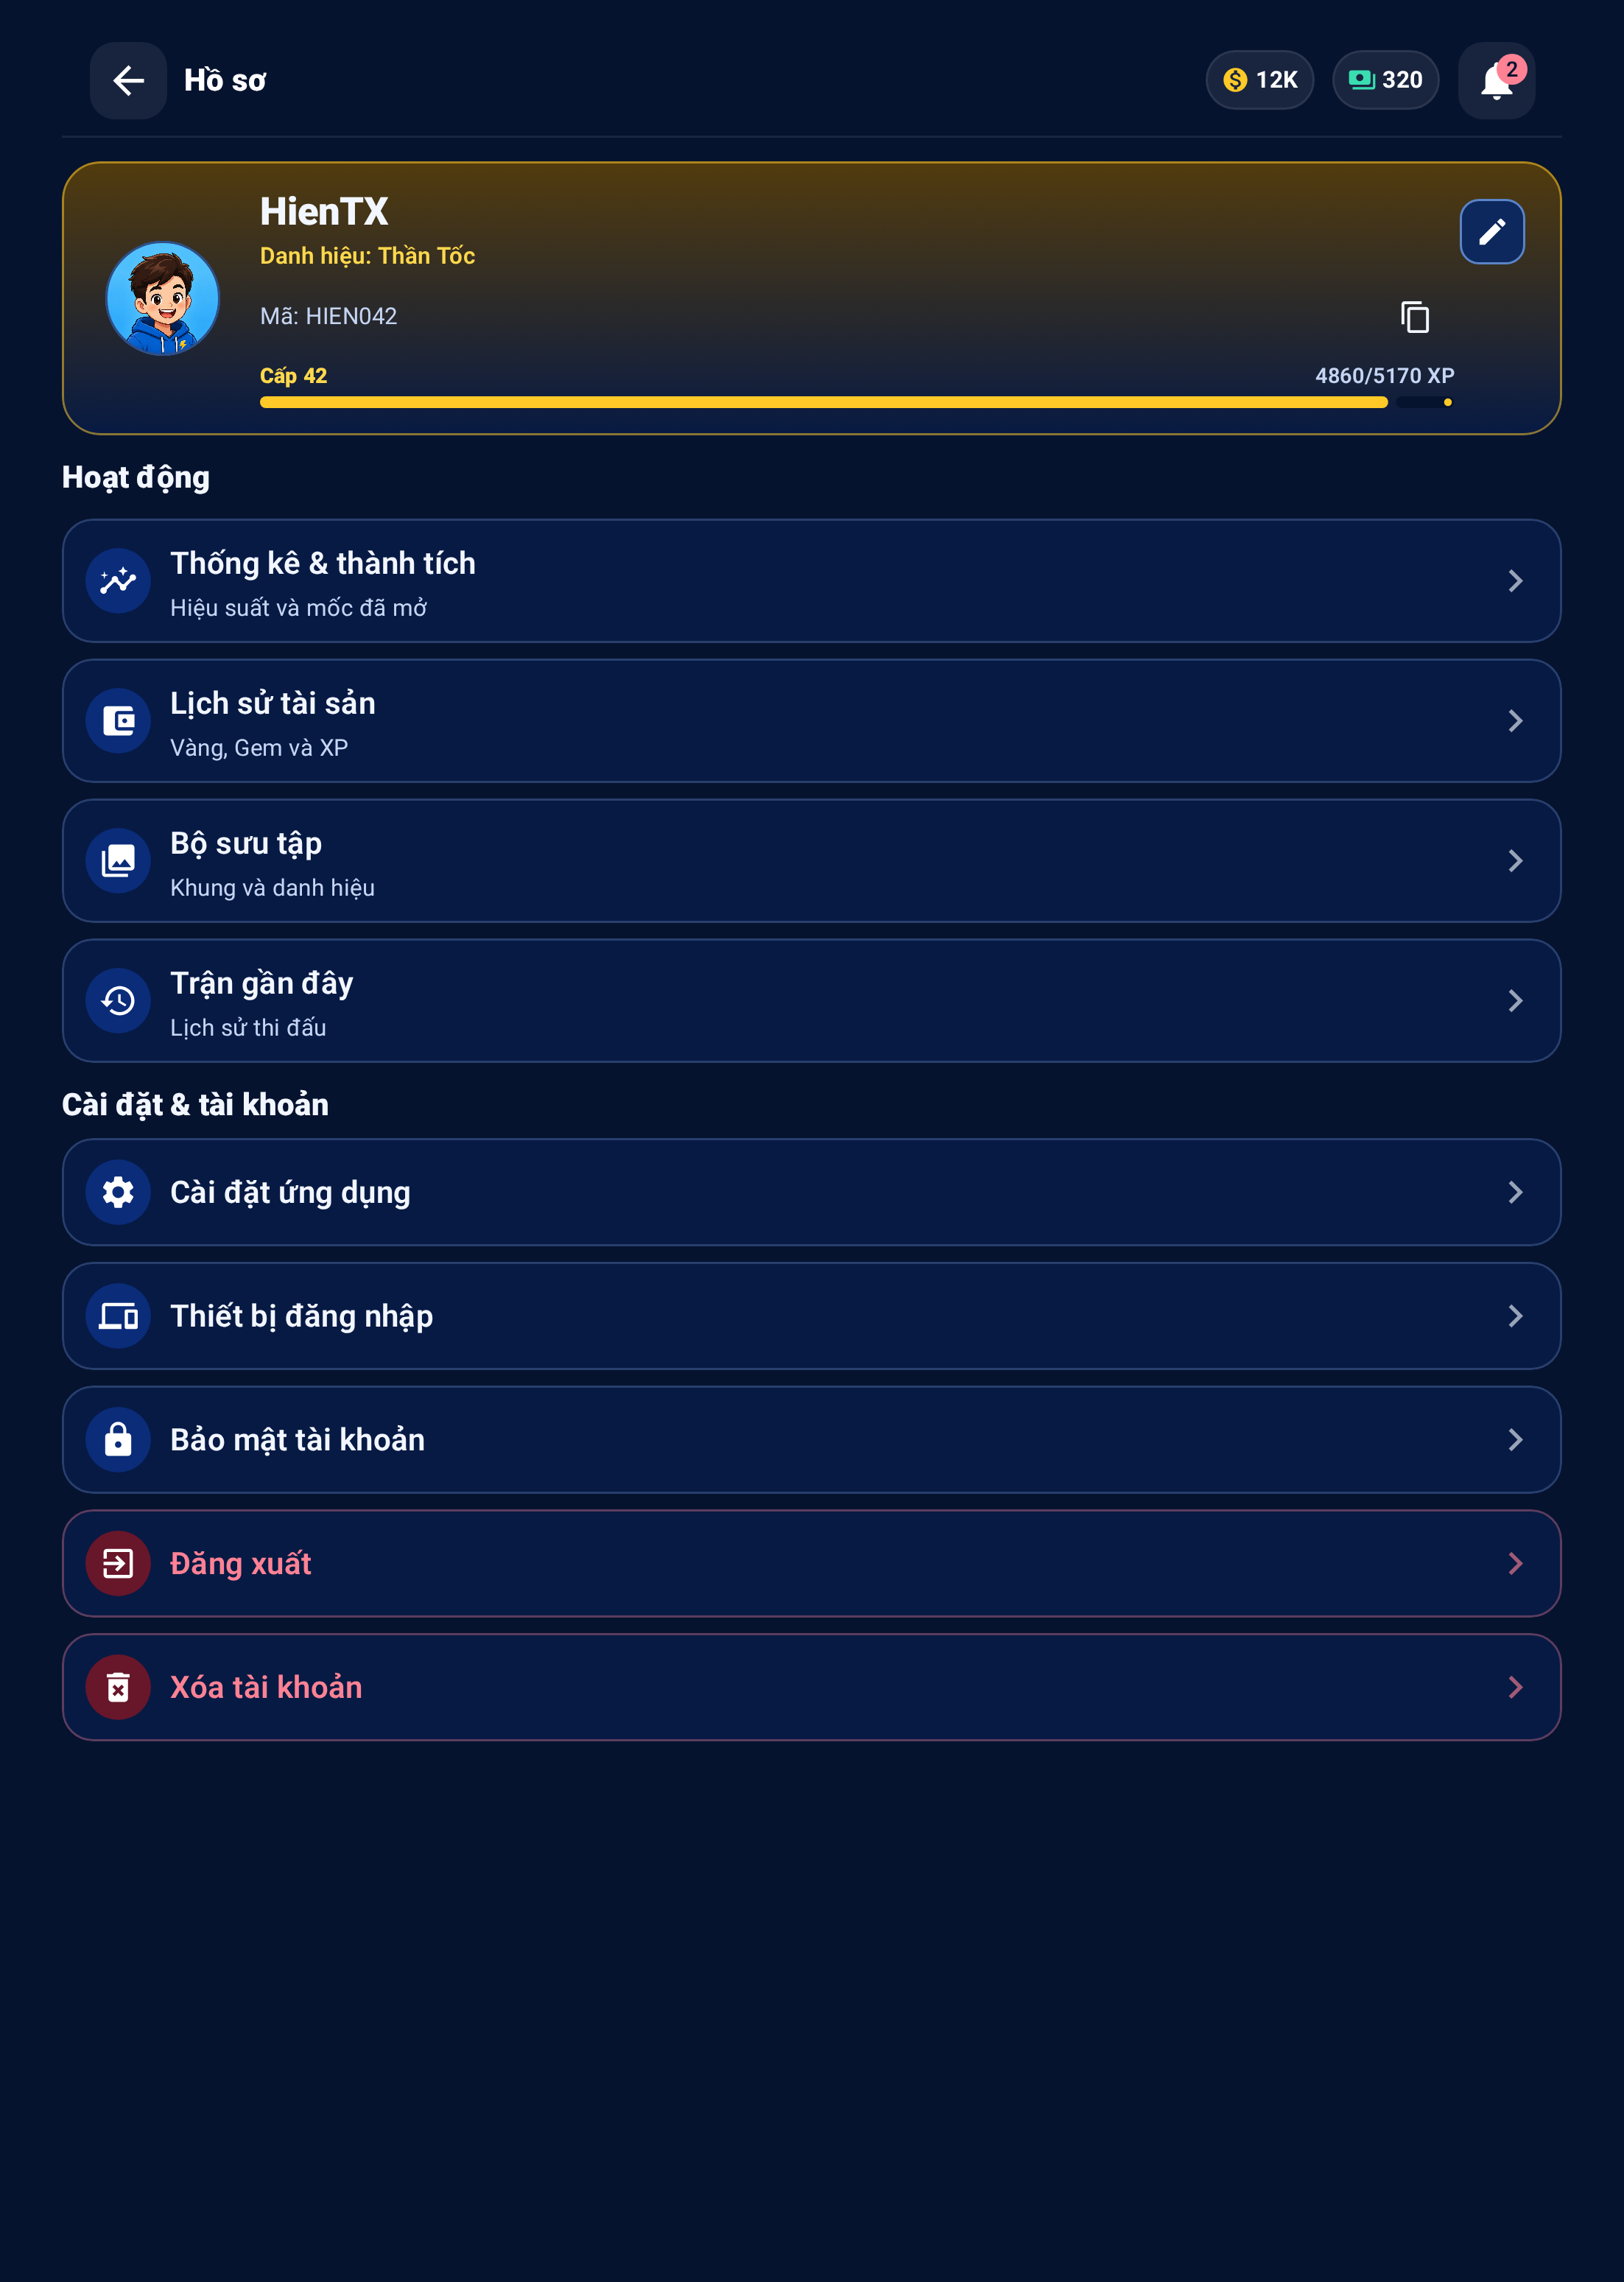 Hồ sơ
12K
320
2
HienTX
Danh hiệu: Thần Tốc
Mã: HIEN042
Cấp 42
4860/5170 XP
Hoạt động
Thống kê & thành tích
Hiệu suất và mốc đã mở
Lịch sử tài sản
Vàng, Gem và XP
Bộ sưu tập
Khung và danh hiệu
Trận gần đây
Lịch sử thi đấu
Cài đặt & tài khoản
Cài đặt ứng dụng
Thiết bị đăng nhập
Bảo mật tài khoản
Đăng xuất
Xóa tài khoản